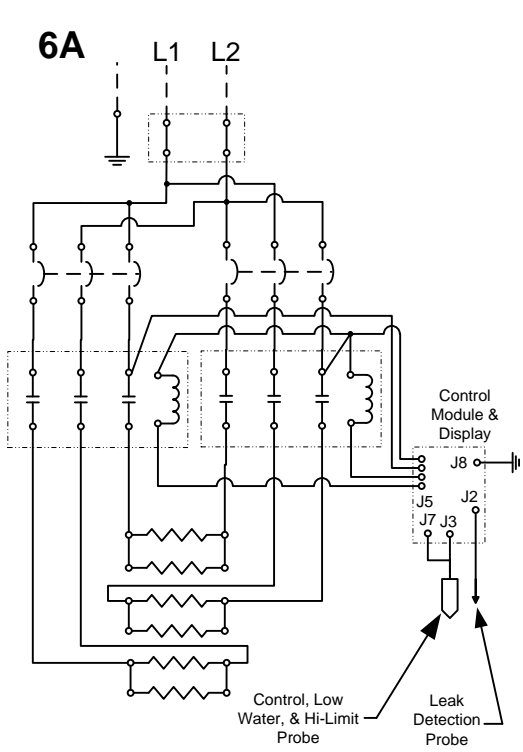 6A
L1
L2
Control
Module &
Display
J8
J5
J2
J7
J3
Control, Low
Water, & Hi-Limit
Probe
Leak
Detection
Probe